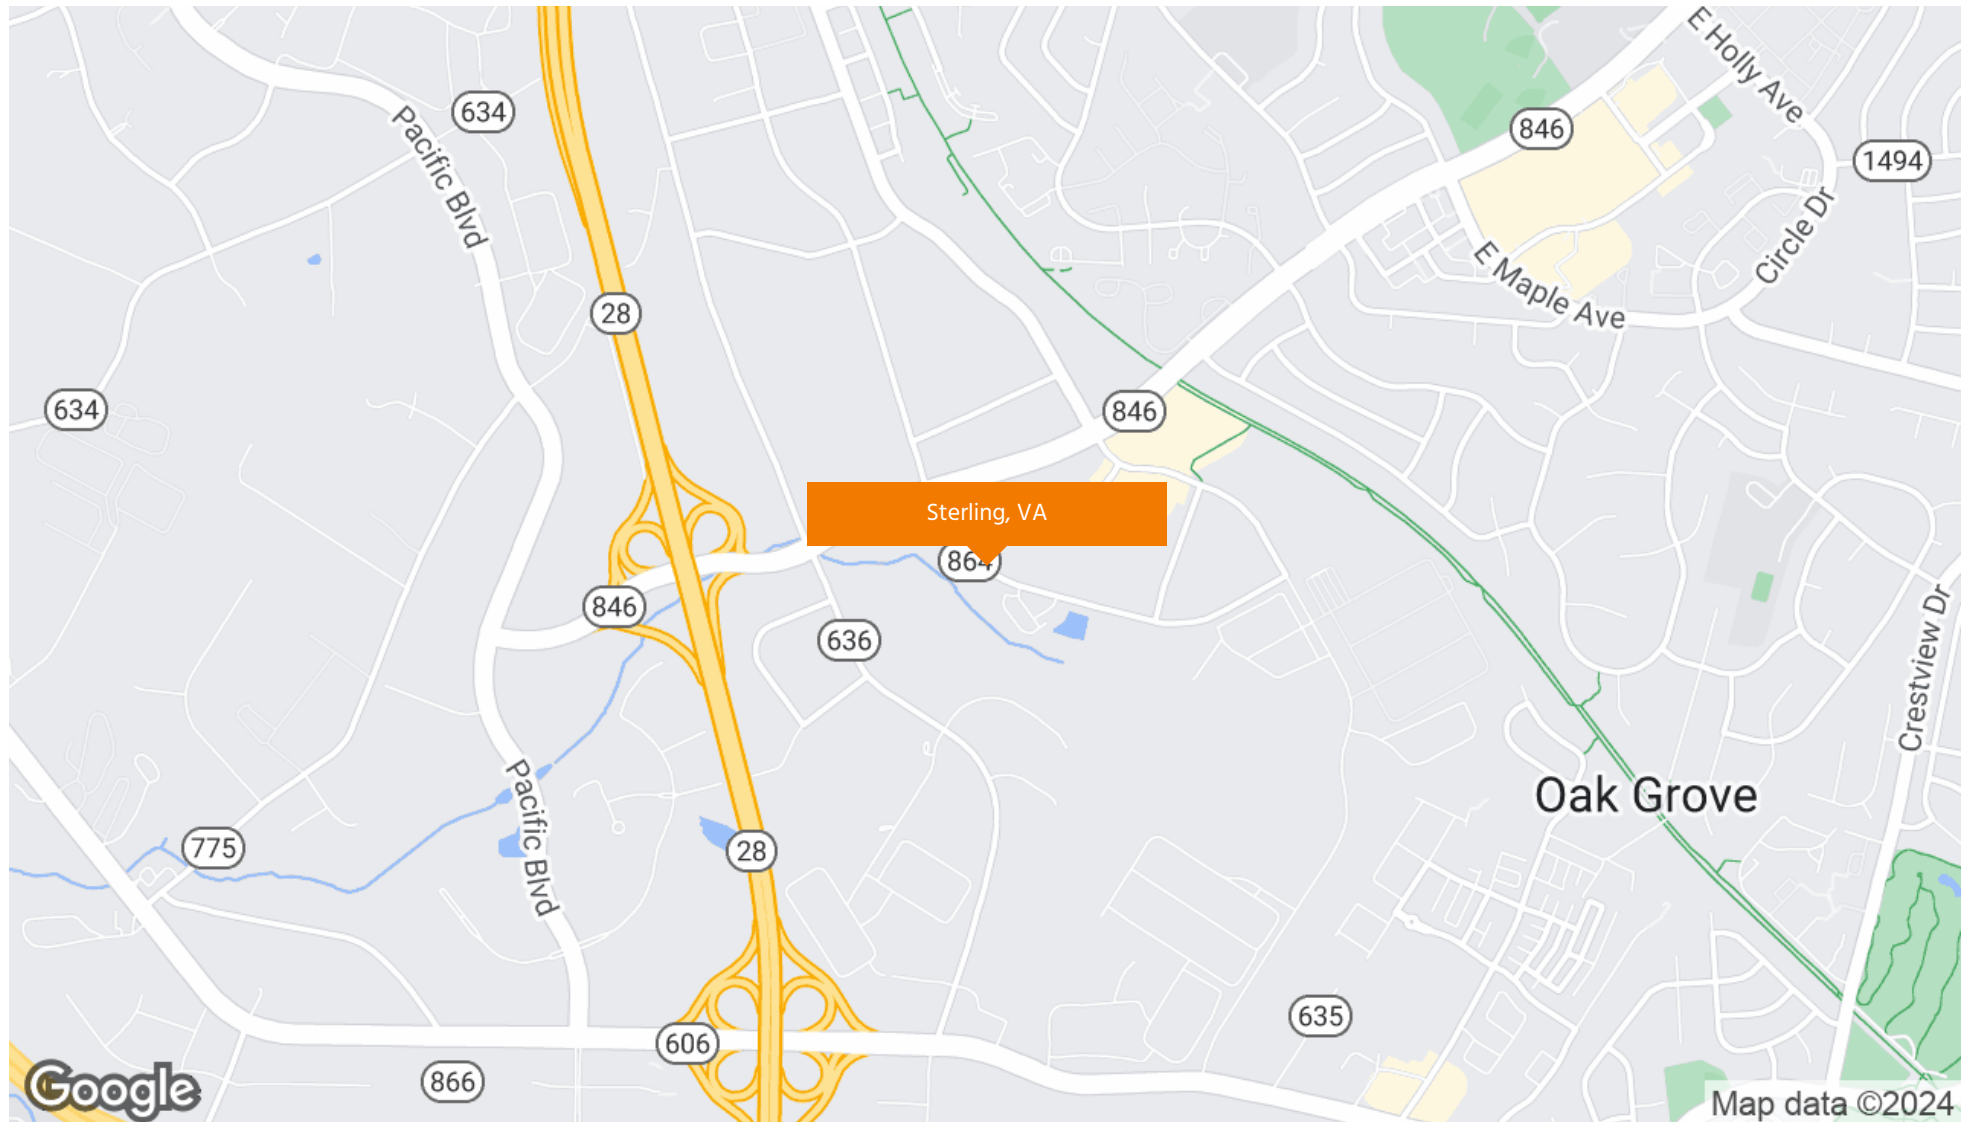 E Holly Ave
634
Pacific Blvd
846
1494
Circle Dr
E Maple Ave
28
634
846
Sterling, VA
864
846
636
Crestview Dr
Oak Grove
Pacific Blvd
775
28
635
606
866
Google
Map data ©2024